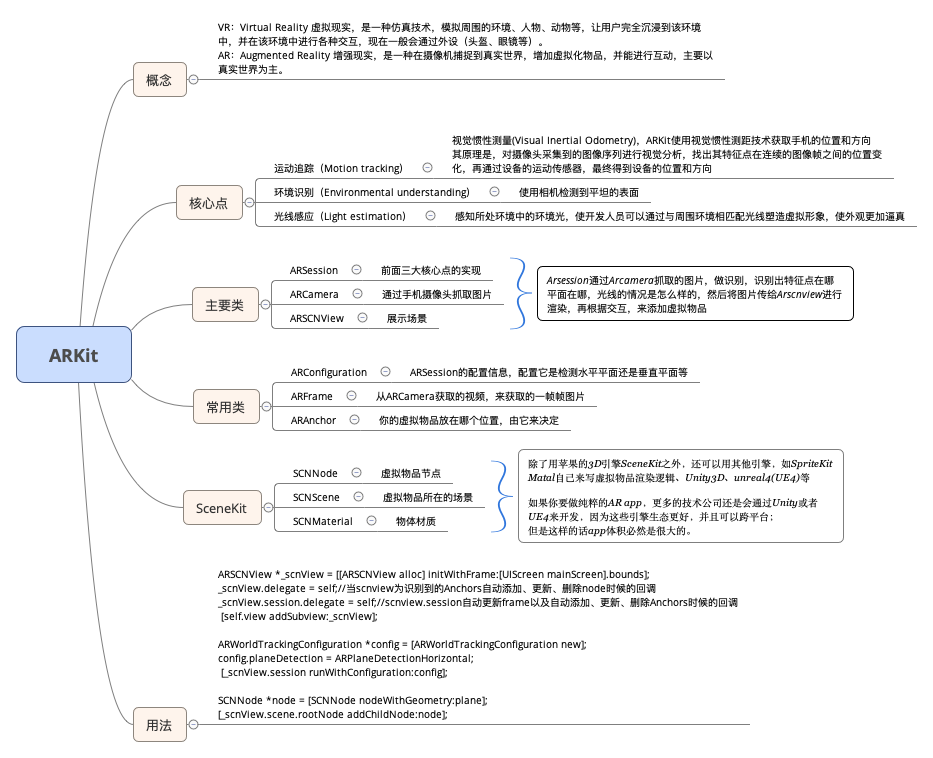 VR：Virtual Reality 虚拟现实，是一种仿真技术，模拟周围的环境、人物、动物等，让用户完全沉浸到该环境
中，并在该环境中进行各种交互，现在一般会通过外设（头盔、眼镜等）。
AR：Augmented Reality 增强现实，是一种在摄像机捕捉到真实世界，增加虚拟化物品，并能进行互动，主要以
真实世界为主。
概念
视觉惯性测量(Visual Inertial Odometry)，ARKit使用视觉惯性测距技术获取手机的位置和方向
其原理是，对摄像头采集到的图像序列进行视觉分析，找出其特征点在连续的图像帧之间的位置变
化，再通过设备的运动传感器，最终得到设备的位置和方向
运动追踪（Motion tracking）
环境识别（Environmental understanding）
使用相机检测到平坦的表面
核心点
光线感应（Light estimation）
感知所处环境中的环境光，使开发人员可以通过与周围环境相匹配光线塑造虚拟形象，使外观更加逼真
ARSession
前面三大核心点的实现
ARCamera
通过手机摄像头抓取图片
主要类
ARSCNView
展示场景
Arsession通过Arcamera抓取的图片，做识别，识别出特征点在哪
平面在哪，光线的情况是怎么样的，然后将图片传给Arscnview进行
渲染，再根据交互，来添加虚拟物品
ARKit
ARConfiguration
ARSession的配置信息，配置它是检测水平平面还是垂直平面等
ARFrame
从ARCamera获取的视频，来获取的一帧帧图片
常用类
ARAnchor
你的虚拟物品放在哪个位置，由它来决定
SCNNode
虚拟物品节点
SCNScene
虚拟物品所在的场景
SceneKit
SCNMaterial
物体材质
除了用苹果的3D引擎SceneKit之外，还可以用其他引擎，如SpriteKit
Matal自己来写虚拟物品渲染逻辑、Unity3D、unreal4(UE4)等
如果你要做纯粹的AR app，更多的技术公司还是会通过Unity或者
UE4来开发，因为这些引擎生态更好，并且可以跨平台；
但是这样的话app体积必然是很大的。
ARSCNView *_scnView = [[ARSCNView alloc] initWithFrame:[UIScreen mainScreen].bounds];
_scnView.delegate = self;//当scnview为识别到的Anchors自动添加、更新、删除node时候的回调
_scnView.session.delegate = self;//scnview.session自动更新frame以及自动添加、更新、删除Anchors时候的回调
[self.view addSubview:_scnView];
ARWorldTrackingConfiguration *config = [ARWorldTrackingConfiguration new];
config.planeDetection = ARPlaneDetectionHorizontal;
[_scnView.session runWithConfiguration:config];
SCNNode *node = [SCNNode nodeWithGeometry:plane];
[_scnView.scene.rootNode addChildNode:node];
用法